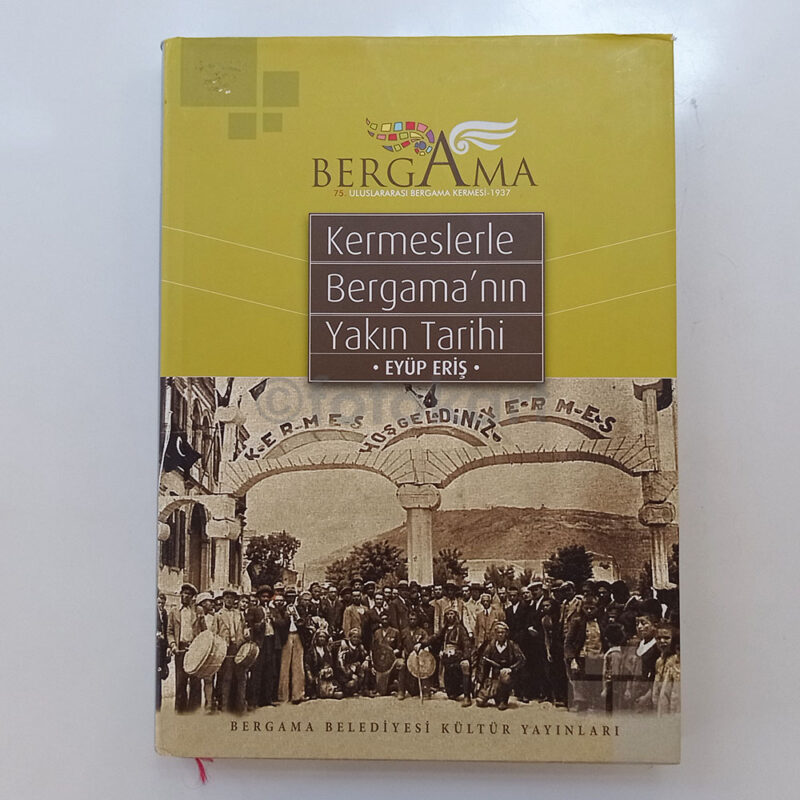 BERGAMA
75. ULUSLARARASI BERGAMA KERMESİ-1937
Kermeslerle
Bergama'nın
Yakın Tarihi
• EYÜP ERİŞ •
K-E-R-M-E-S
HOŞGELDİNİZ
K-E-R-M-E-S
BERGAMA BELEDİYESİ KÜLTÜR YAYINLARI